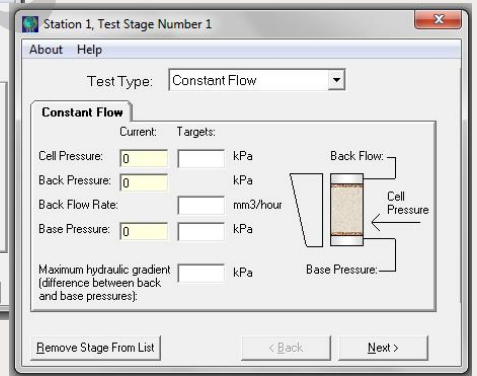 Station 1, Test Stage Number 1
About Help
Test Type: Constant Flow
Constant Flow
Current: Targets:
Cell Pressure: 0 kPa
Back Pressure: 0 kPa
Back Flow Rate: mm3/hour
Base Pressure: 0 kPa
Maximum hydraulic gradient
(difference between back
and base pressures): kPa
Back Flow:
Cell
Pressure
Base Pressure:
Remove Stage From List < Back Next >